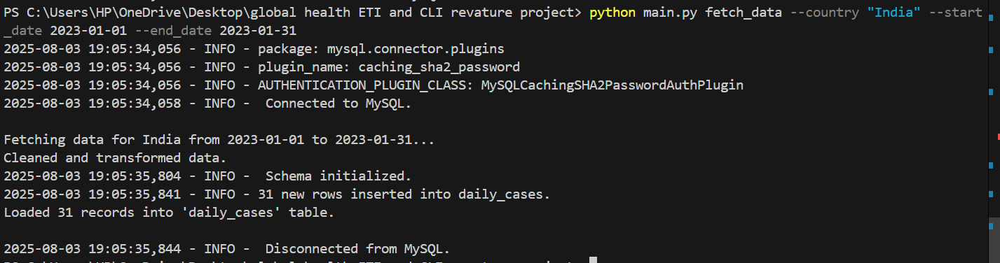 PS C:\Users\HP\OneDrive\Desktop\global health ETI and CLI revature project> python main.py fetch_data --country "India" --start
_date 2023-01-01 --end_date 2023-01-31
2025-08-03 19:05:34,056 - INFO - package: mysql.connector.plugins
2025-08-03 19:05:34,056 - INFO - plugin_name: caching_sha2_password
2025-08-03 19:05:34,056 - INFO - AUTHENTICATION_PLUGIN_CLASS: MySQLCachingSHA2PasswordAuthPlugin
2025-08-03 19:05:34,058 - INFO -  Connected to MySQL.
Fetching data for India from 2023-01-01 to 2023-01-31...
Cleaned and transformed data.
2025-08-03 19:05:35,804 - INFO -  Schema initialized.
2025-08-03 19:05:35,841 - INFO - 31 new rows inserted into daily_cases.
Loaded 31 records into 'daily_cases' table.
2025-08-03 19:05:35,844 - INFO -  Disconnected from MySQL.